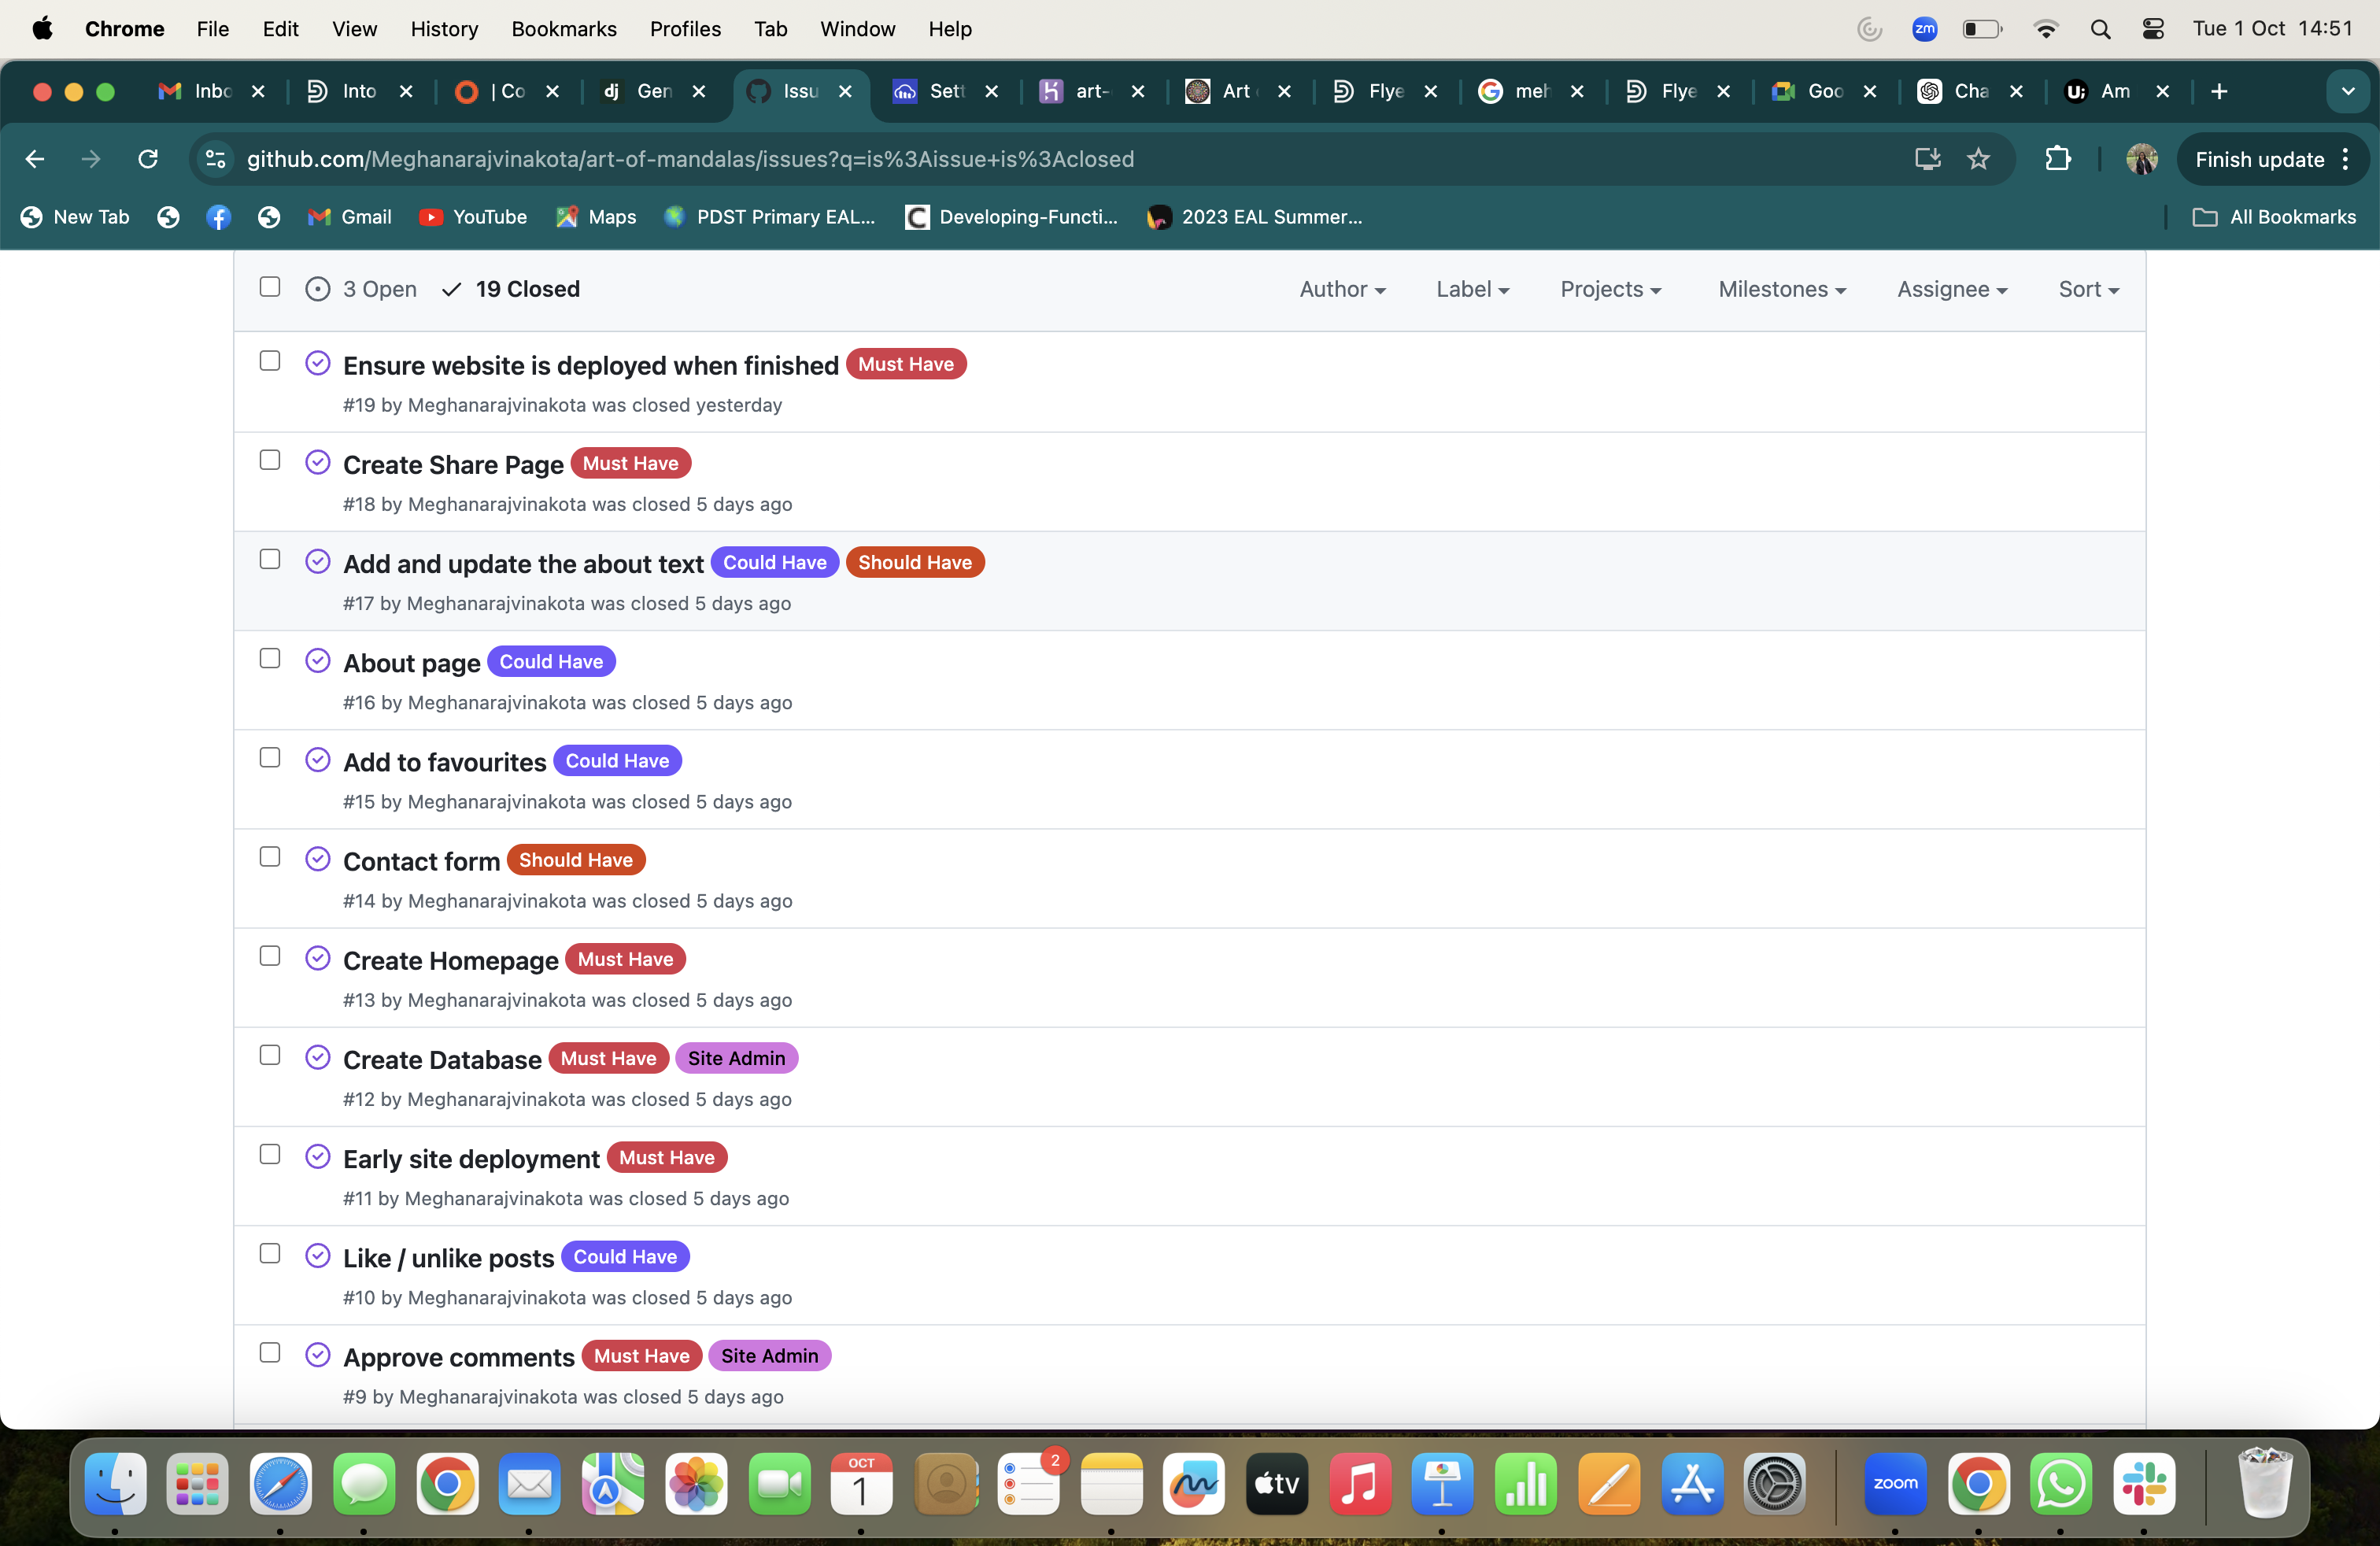 Chrome File Edit View History Bookmarks Profiles Tab Window Help zm Tue 1 Oct 14:51
Inbo Into | Co dj Gen Issu Sett art- Art Flye meh Flye Goo Cha U; Am
github.com/Meghanarajvinakota/art-of-mandalas/issues?q=is%3Aissue+is%3Aclosed Finish update
New Tab Gmail YouTube Maps PDST Primary EAL... Developing-Functi... 2023 EAL Summer... All Bookmarks
3 Open 19 Closed Author Label Projects Milestones Assignee Sort
Ensure website is deployed when finished Must Have
#19 by Meghanarajvinakota was closed yesterday
Create Share Page Must Have
#18 by Meghanarajvinakota was closed 5 days ago
Add and update the about text Could Have Should Have
#17 by Meghanarajvinakota was closed 5 days ago
About page Could Have
#16 by Meghanarajvinakota was closed 5 days ago
Add to favourites Could Have
#15 by Meghanarajvinakota was closed 5 days ago
Contact form Should Have
#14 by Meghanarajvinakota was closed 5 days ago
Create Homepage Must Have
#13 by Meghanarajvinakota was closed 5 days ago
Create Database Must Have Site Admin
#12 by Meghanarajvinakota was closed 5 days ago
Early site deployment Must Have
#11 by Meghanarajvinakota was closed 5 days ago
Like / unlike posts Could Have
#10 by Meghanarajvinakota was closed 5 days ago
Approve comments Must Have Site Admin
#9 by Meghanarajvinakota was closed 5 days ago
OCT 2
1 tv zoom